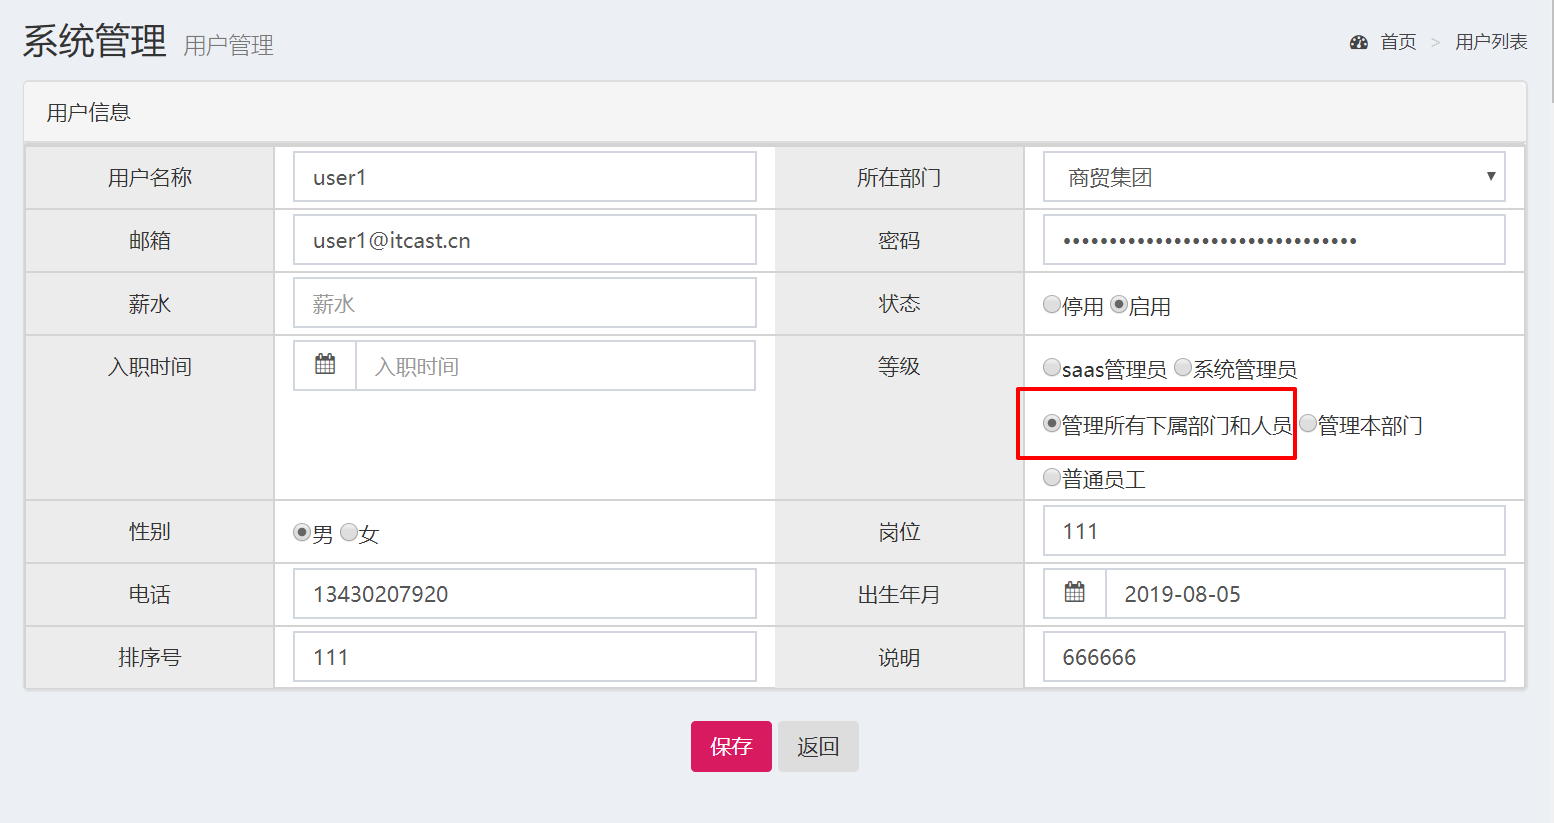 系统管理 用户管理 首页 > 用户列表
用户信息
用户名称 user1 所在部门 商贸集团
邮箱 user1@itcast.cn 密码 ••••••••••••••••••••••••••••••••
薪水 薪水 状态 停用 启用
入职时间 入职时间 等级 saas管理员 系统管理员
管理所有下属部门和人员 管理本部门
普通员工
性别 男 女 岗位 111
电话 13430207920 出生年月 2019-08-05
排序号 111 说明 666666
保存 返回